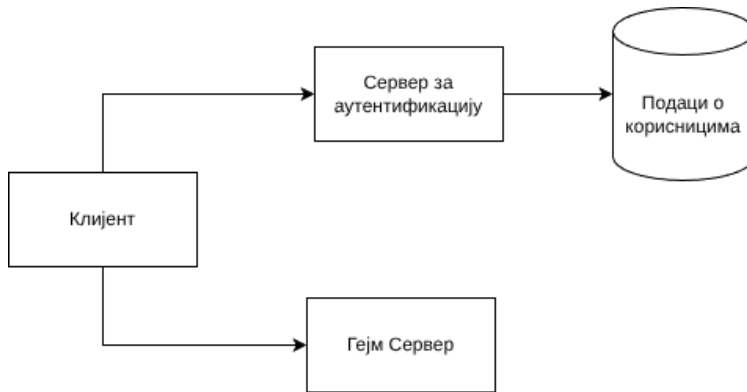 Сервер за
аутентификацију
Подаци о
корисницима
Клијент
Гејм Сервер